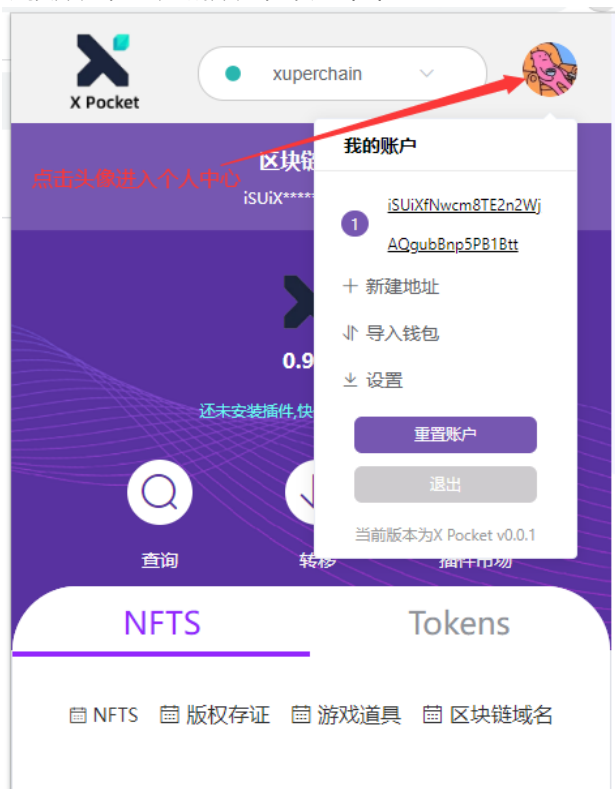 X Pocket
xuperchain
点击头像进入个人中心
区块链
iSUiX*****
我的账户
1
iSUiXfNwcm8TE2n2Wj
AQgubBnp5PB1Btt
新建地址
导入钱包
设置
重置账户
退出
当前版本为X Pocket v0.0.1
0.9
还未安装插件,快
查询
转移
插件市场
NFTS
Tokens
NFTS 版权存证 游戏道具 区块链域名